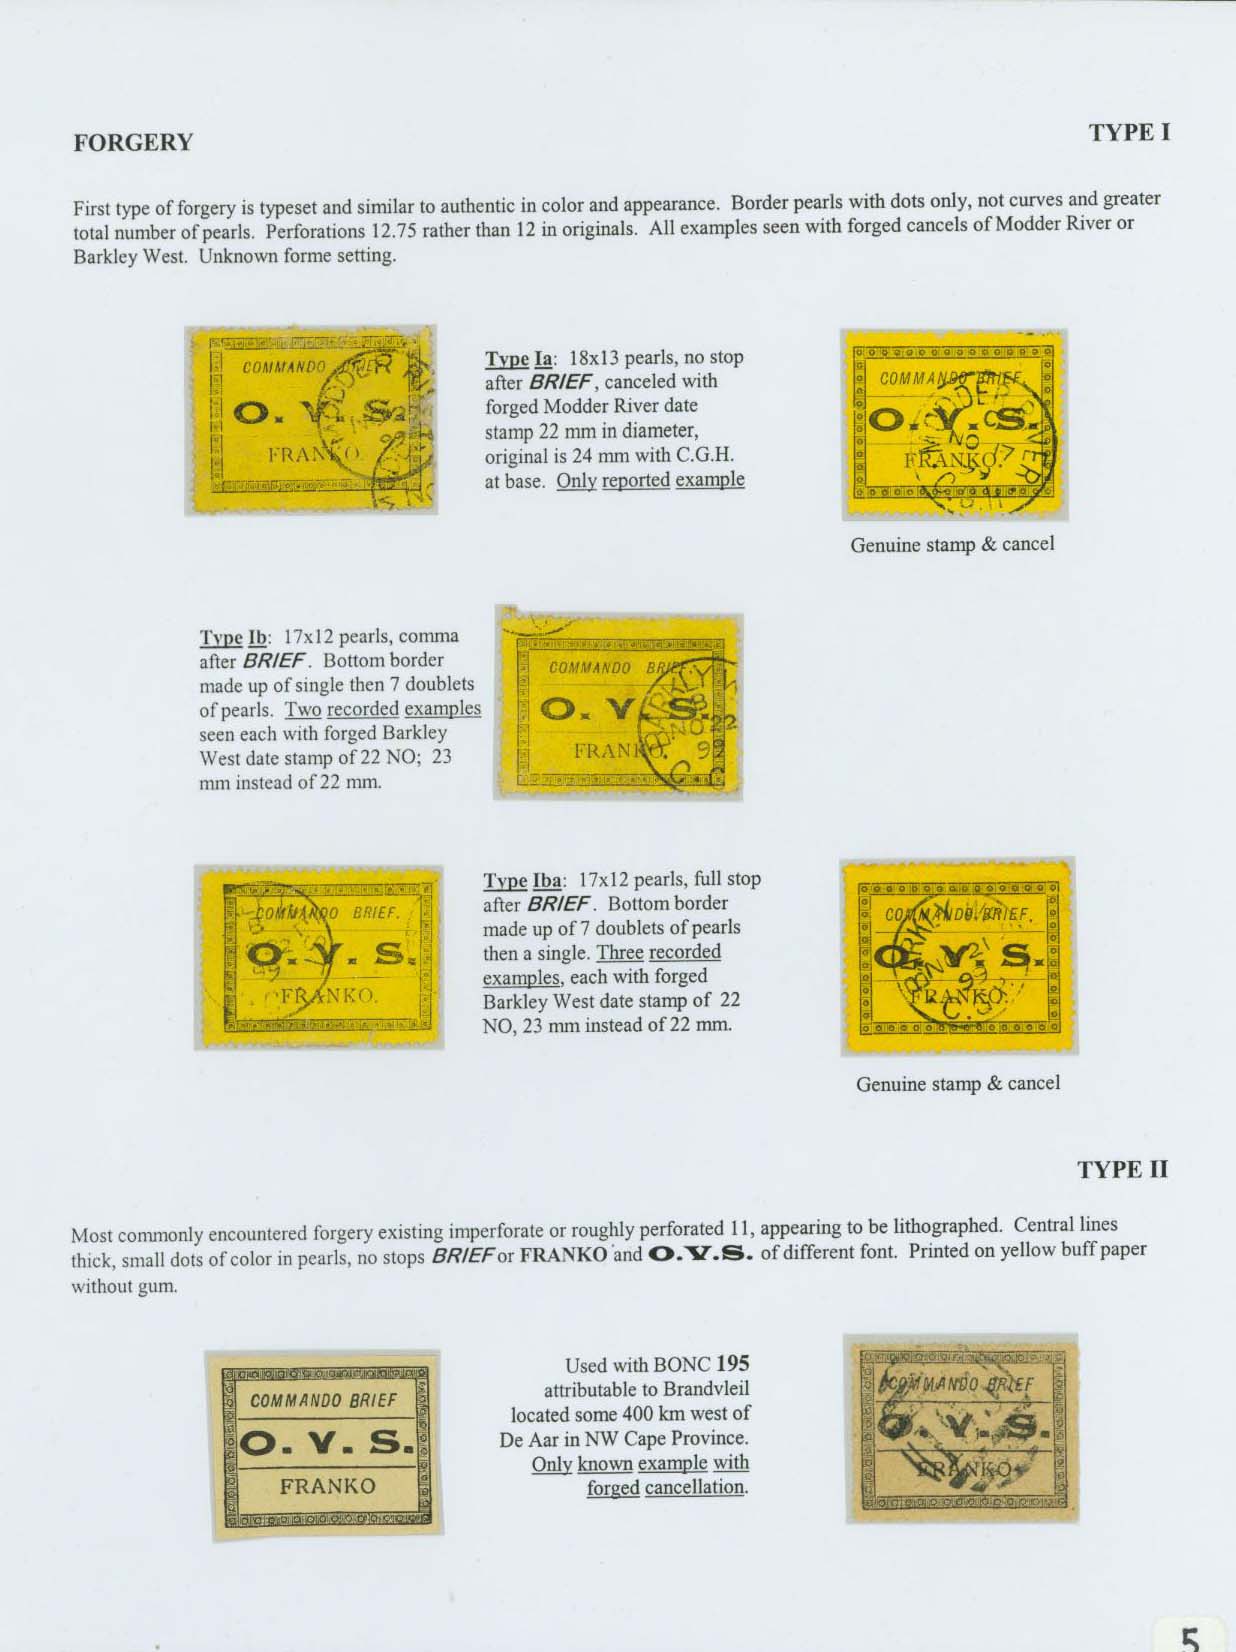 FORGERY
TYPE I
First type of forgery is typeset and similar to authentic in color and appearance. Border pearls with dots only, not curves and greater
total number of pearls. Perforations 12.75 rather than 12 in originals. All examples seen with forged cancels of Modder River or
Barkley West. Unknown forme setting.
COMMANDO
O. V. S.
FRANKO.
MODDER
Type Ia: 18x13 pearls, no stop
after BRIEF, canceled with
forged Modder River date
stamp 22 mm in diameter,
original is 24 mm with C.G.H.
at base. Only reported example
COMMANDO BRIEF.
O. V. S.
FRANKO.
MODDER RIVER
NO 17
99
C.G.H.
Genuine stamp & cancel
Type Ib: 17x12 pearls, comma
after BRIEF. Bottom border
made up of single then 7 doublets
of pearls. Two recorded examples
seen each with forged Barkley
West date stamp of 22 NO; 23
mm instead of 22 mm.
COMMANDO BRIEF
O. V. S.
FRANKO.
BARKLY
B
NO 22
99
Type Iba: 17x12 pearls, full stop
after BRIEF. Bottom border
made up of 7 doublets of pearls
then a single. Three recorded
examples, each with forged
Barkley West date stamp of 22
NO, 23 mm instead of 22 mm.
COMMANDO BRIEF.
O. V. S.
FRANKO.
COMMANDO BRIEF.
O. V. S.
FRANKO.
BARKLY W
21
99
Genuine stamp & cancel
TYPE II
Most commonly encountered forgery existing imperforate or roughly perforated 11, appearing to be lithographed. Central lines
thick, small dots of color in pearls, no stops BRIEF or FRANKO and O.V.S. of different font. Printed on yellow buff paper
without gum.
COMMANDO BRIEF
O. V. S.
FRANKO
Used with BONC 195
attributable to Brandvleil
located some 400 km west of
De Aar in NW Cape Province.
Only known example with
forged cancellation.
COMMANDO BRIEF
O. V. S.
FRANKO
5